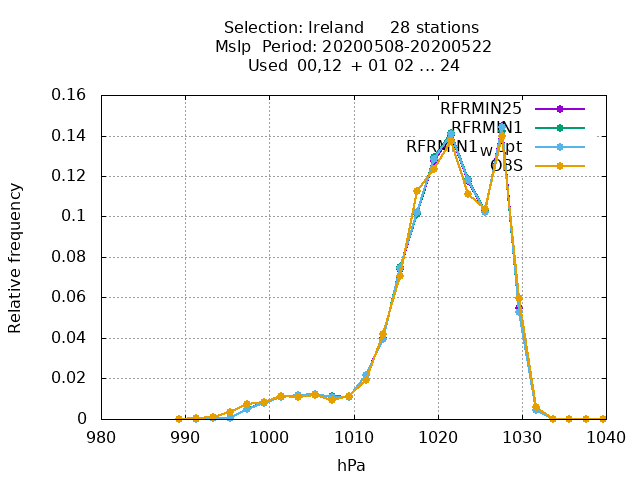 Selection: Ireland 28 stations
Mslp Period: 20200508-20200522
Used 00,12 + 01 02 ... 24
0.16
0.14
0.12
0.1
0.08
0.06
0.04
0.02
0
Relative frequency
RFRMIN25
RFRMIN1
OBS
980 990 1000 1010 1020 1030 1040
hPa